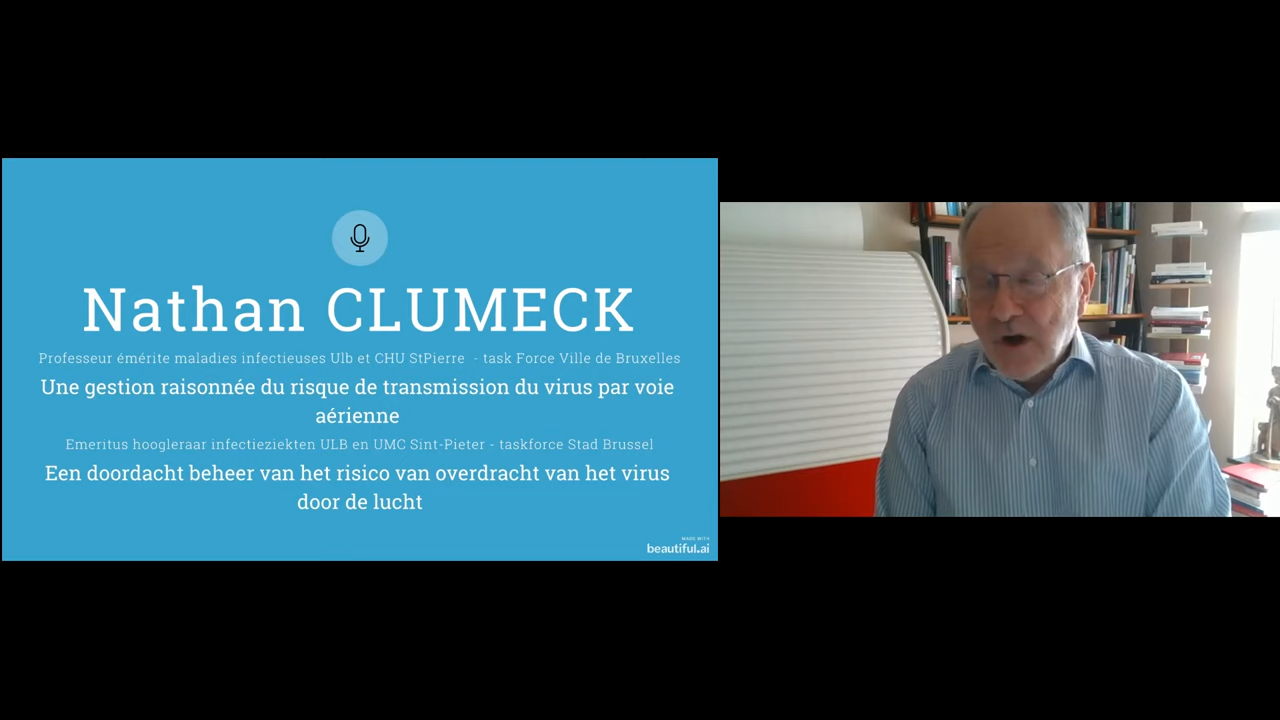 Nathan CLUMECK
Professeur émérite maladies infectieuses Ulb et CHU StPierre - task Force Ville de Bruxelles
Une gestion raisonnée du risque de transmission du virus par voie
aérienne
Emeritus hoogleraar infectieziekten ULB en UMC Sint-Pieter - taskforce Stad Brussel
Een doordacht beheer van het risico van overdracht van het virus
door de lucht
MADE WITH
beautiful.ai